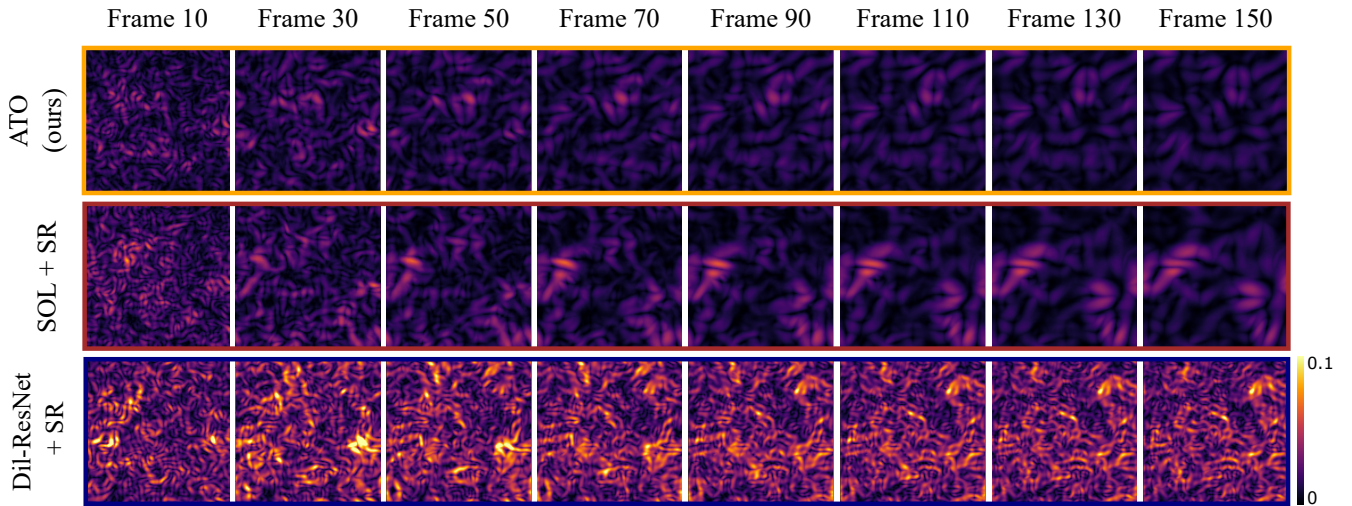 Frame 10
Frame 30
Frame 50
Frame 70
Frame 90
Frame 110
Frame 130
Frame 150
ATO
(ours)
SOL + SR
Dil-ResNet
+ SR
0.1
0